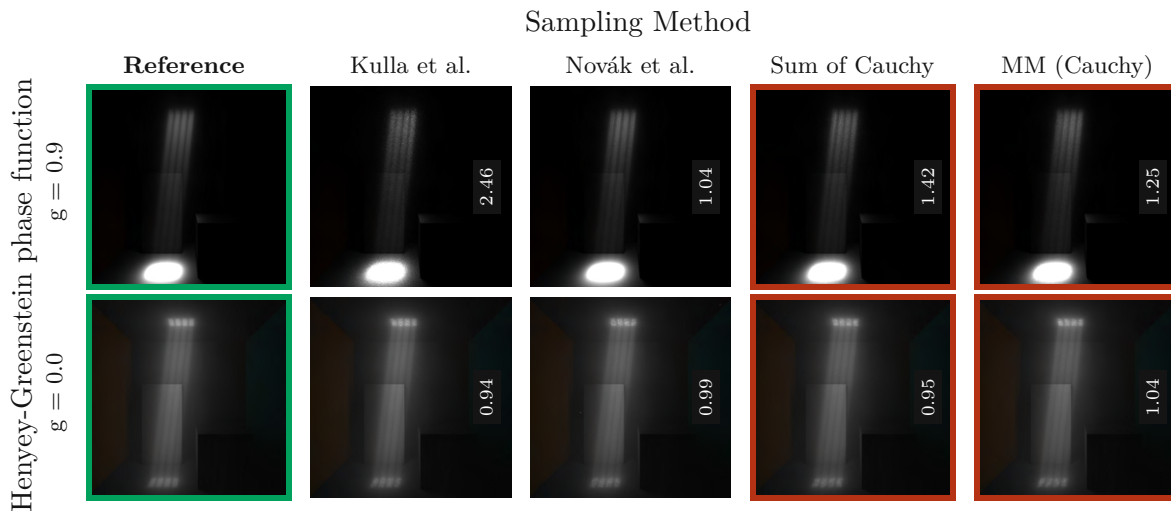 Sampling Method
Reference Kulla et al. Novák et al. Sum of Cauchy MM (Cauchy)
Henyey-Greenstein phase function
g = 0.9
2.46 1.04 1.42 1.25
g = 0.0
0.94 0.99 0.95 1.04